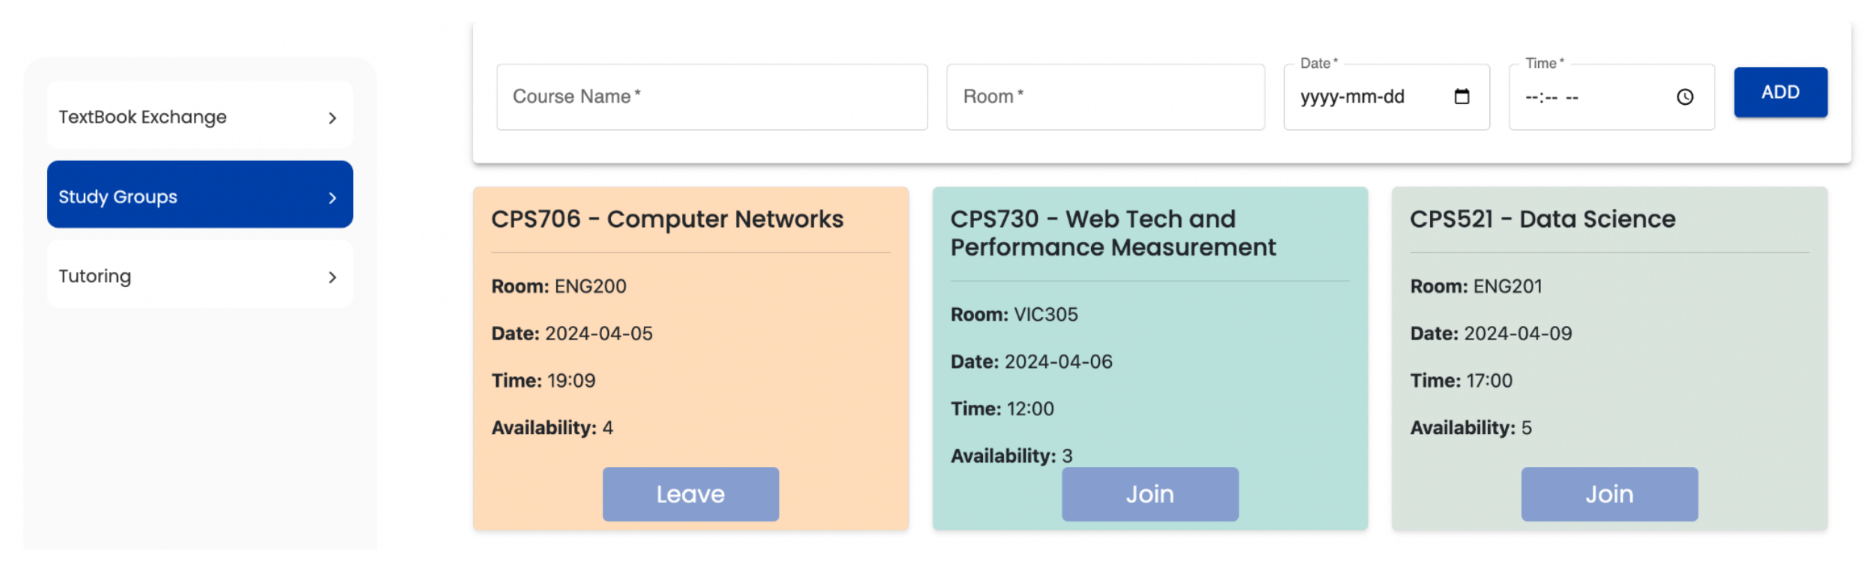 TextBook Exchange
Study Groups
Tutoring
Course Name *
Room *
Date *
yyyy-mm-dd
Time *
--:-- --
ADD
CPS706 - Computer Networks
Room: ENG200
Date: 2024-04-05
Time: 19:09
Availability: 4
Leave
CPS730 - Web Tech and
Performance Measurement
Room: VIC305
Date: 2024-04-06
Time: 12:00
Availability: 3
Join
CPS521 - Data Science
Room: ENG201
Date: 2024-04-09
Time: 17:00
Availability: 5
Join